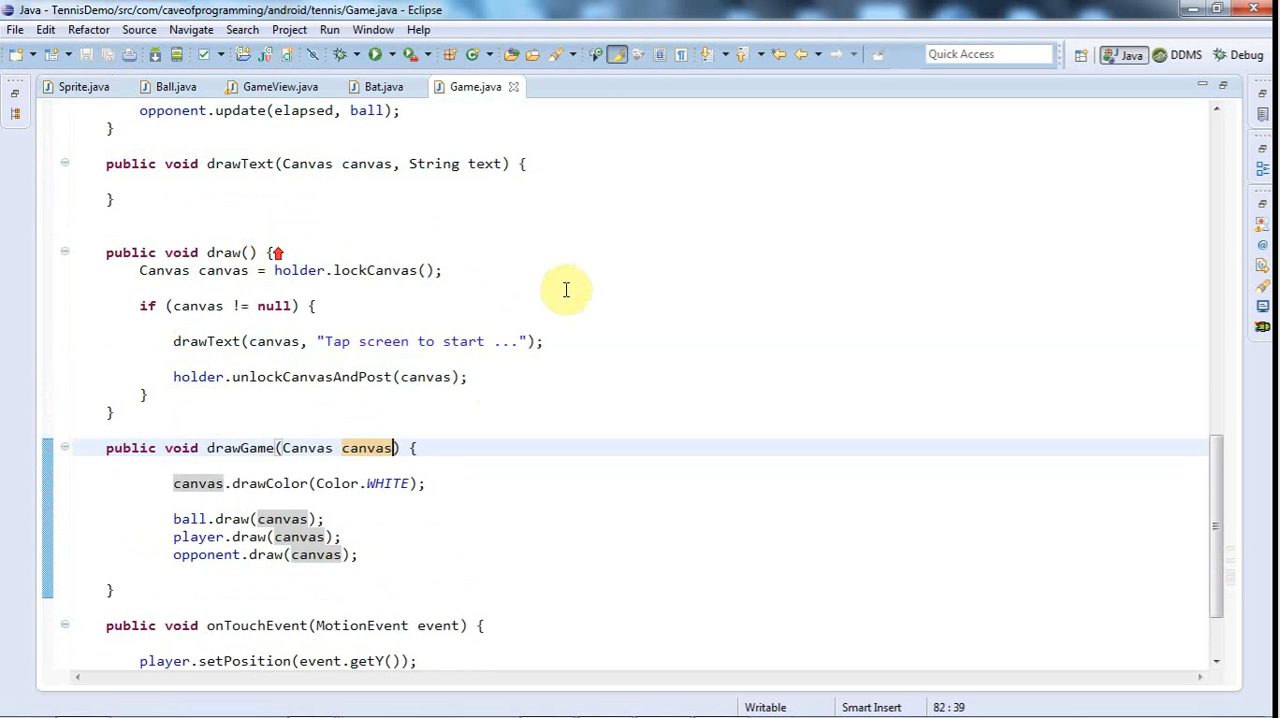 Java - TennisDemo/src/com/caveofprogramming/android/tennis/Game.java - Eclipse
File Edit Refactor Source Navigate Search Project Run Window Help
Quick Access Java DDMS Debug
Sprite.java Ball.java GameView.java Bat.java Game.java
opponent.update(elapsed, ball);
}
public void drawText(Canvas canvas, String text) {
}
public void draw() {
Canvas canvas = holder.lockCanvas();
if (canvas != null) {
drawText(canvas, "Tap screen to start ...");
holder.unlockCanvasAndPost(canvas);
}
}
public void drawGame(Canvas canvas) {
canvas.drawColor(Color.WHITE);
ball.draw(canvas);
player.draw(canvas);
opponent.draw(canvas);
}
public void onTouchEvent(MotionEvent event) {
player.setPosition(event.getY());
Writable Smart Insert 82 : 39